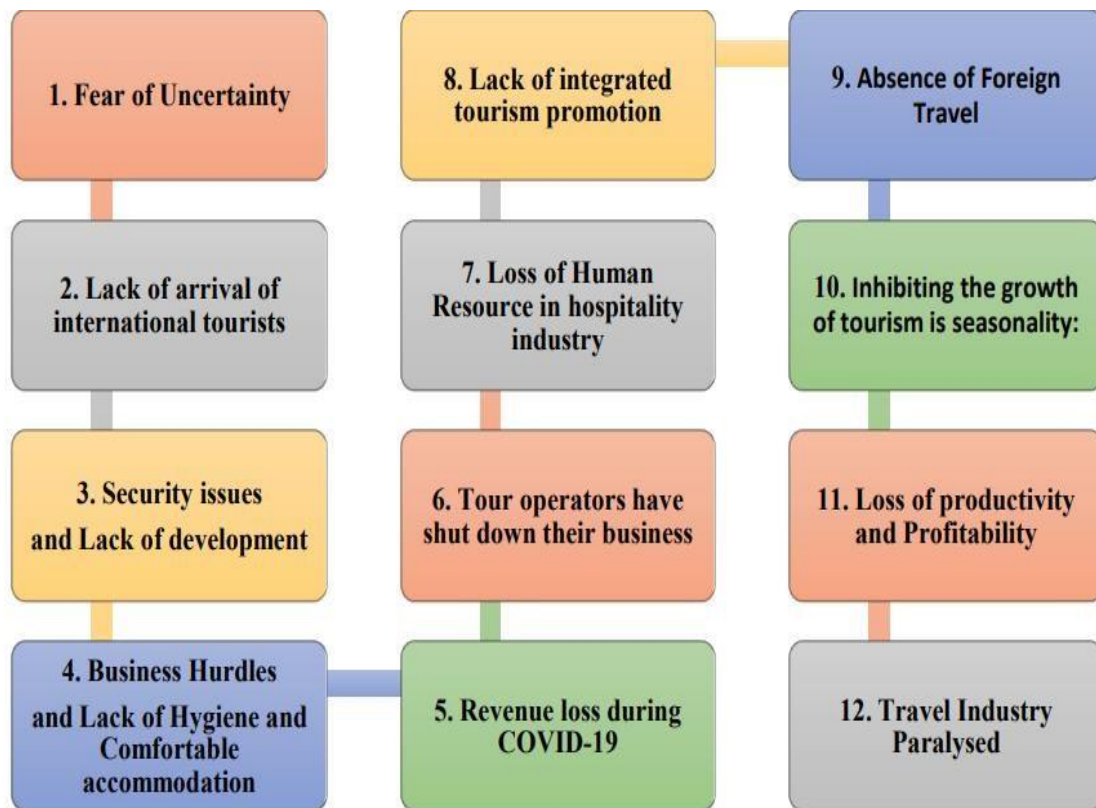 1. Fear of Uncertainty
2. Lack of arrival of
international tourists
3. Security issues
and Lack of development
4. Business Hurdles
and Lack of Hygiene and
Comfortable
accommodation
5. Revenue loss during
COVID-19
6. Tour operators have
shut down their business
7. Loss of Human
Resource in hospitality
industry
8. Lack of integrated
tourism promotion
9. Absence of Foreign
Travel
10. Inhibiting the growth
of tourism is seasonality:
11. Loss of productivity
and Profitability
12. Travel Industry
Paralysed